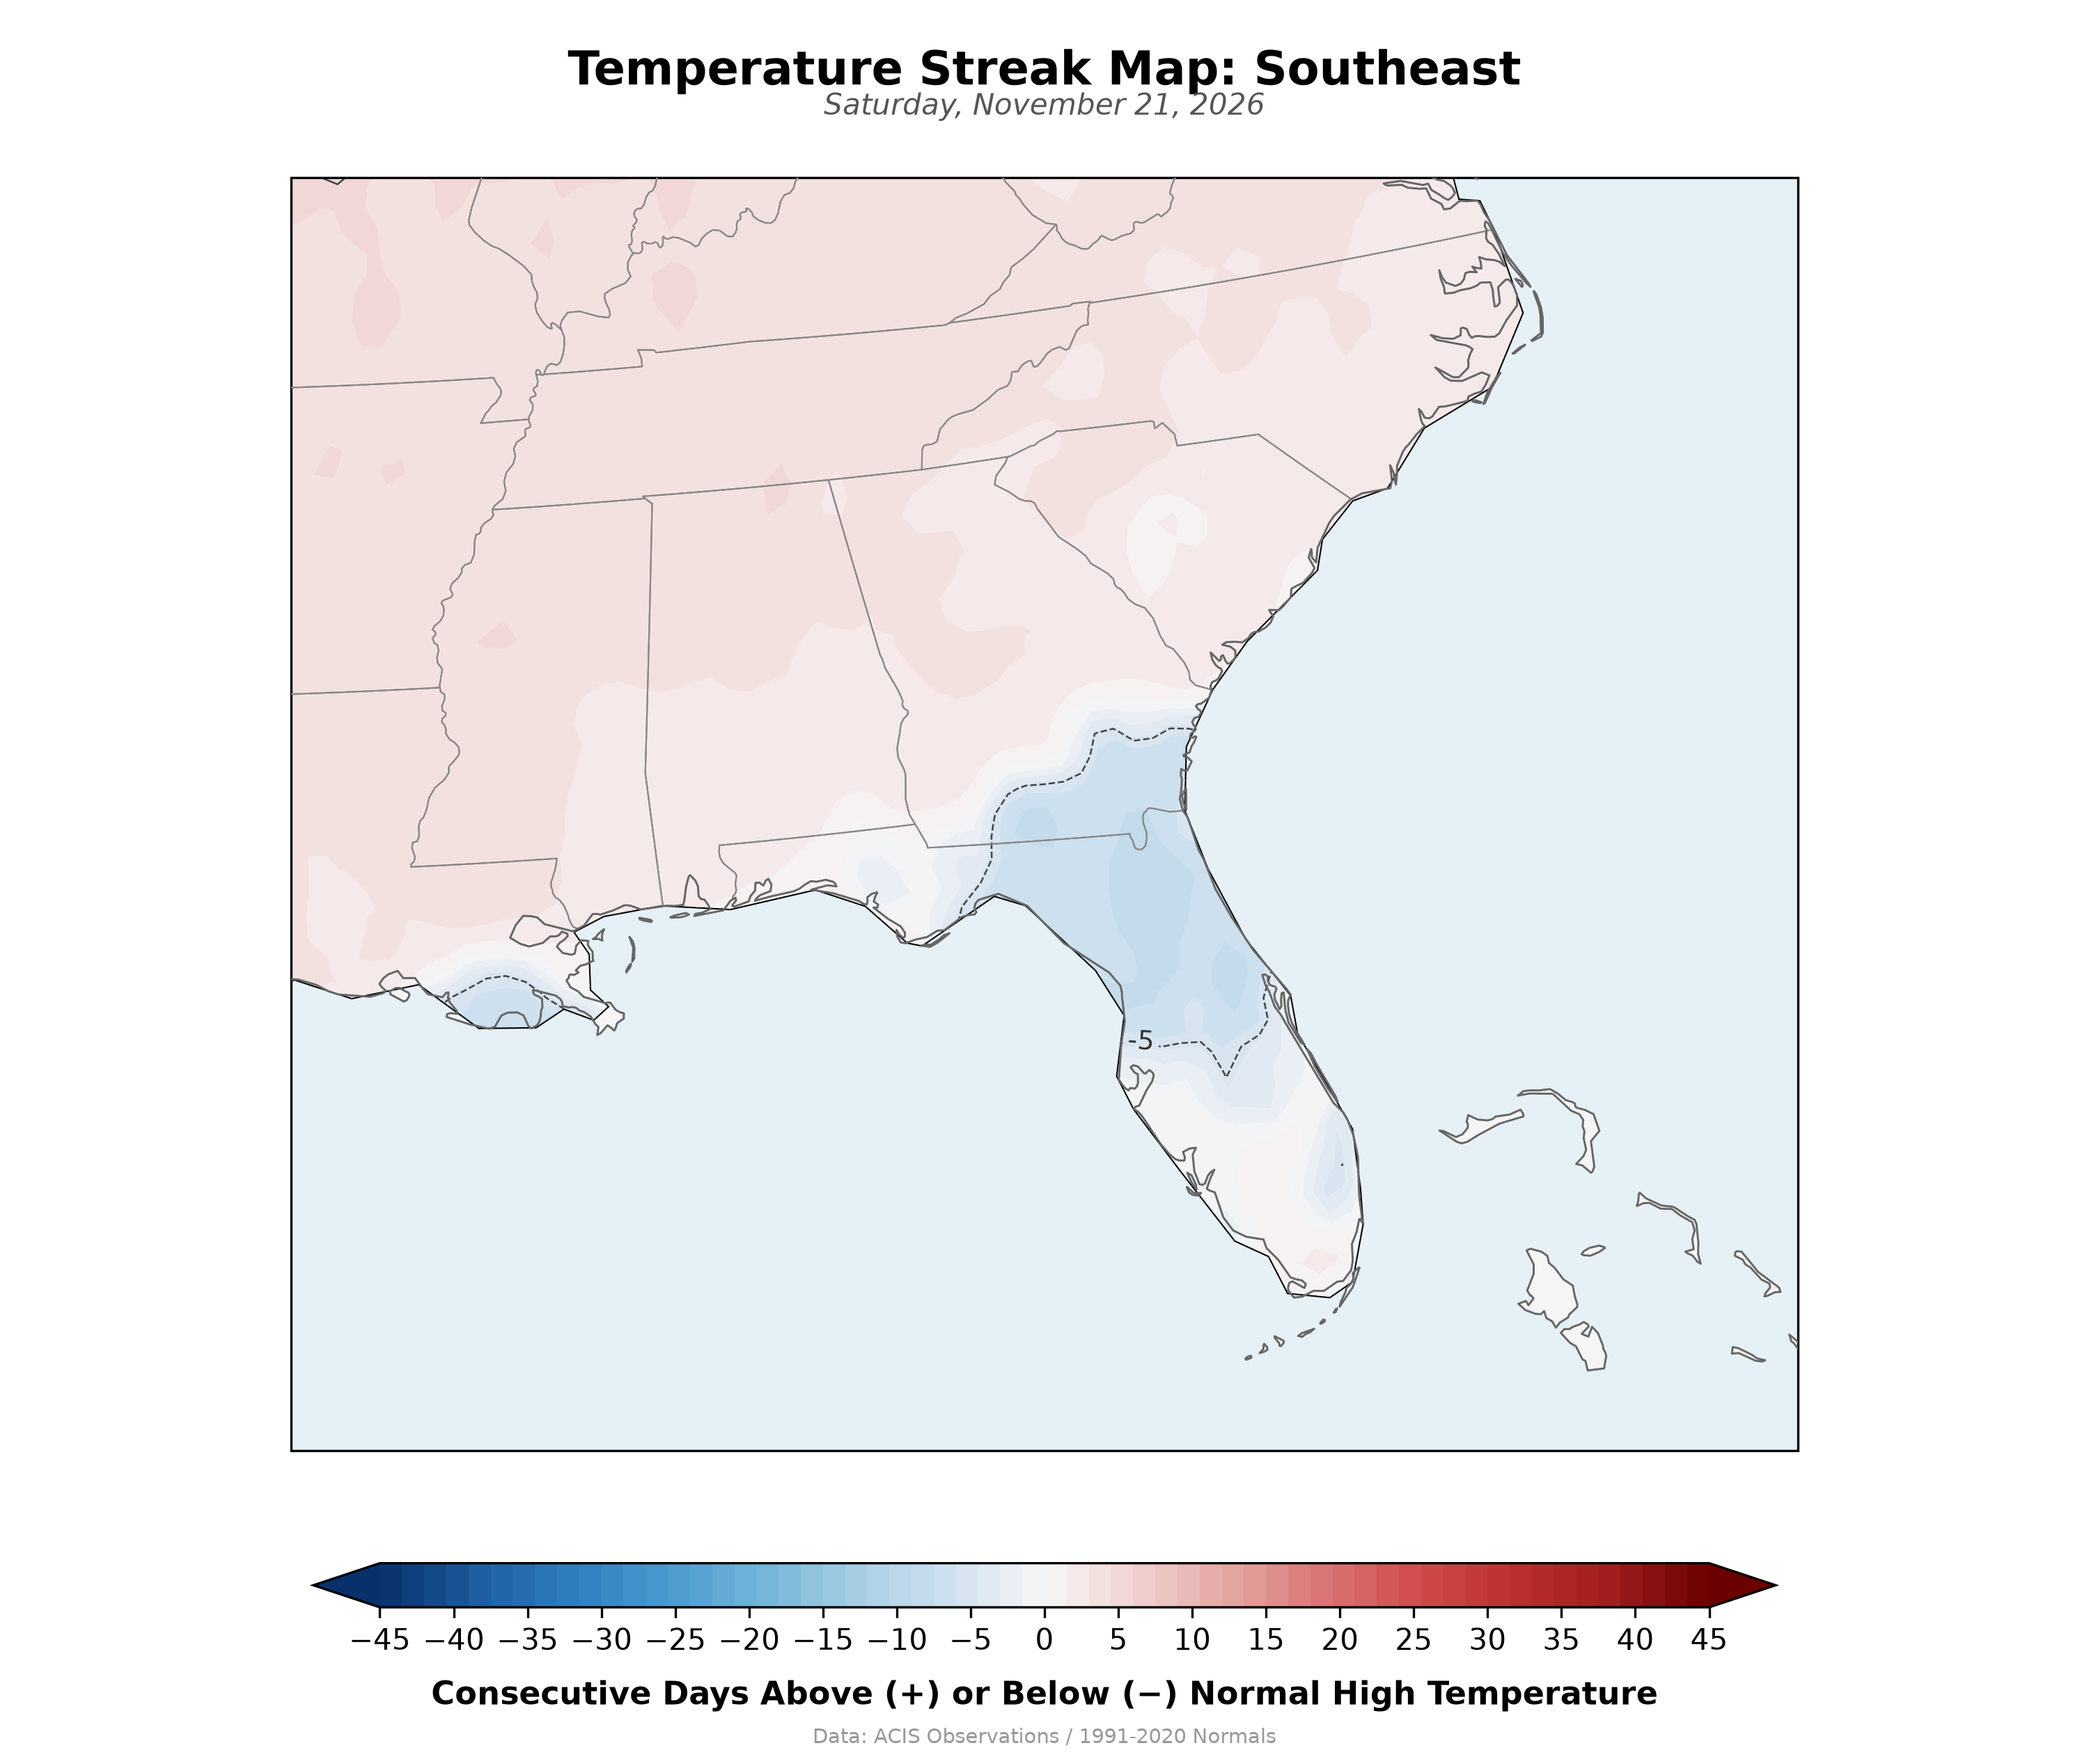 Temperature Streak Map: Southeast
Saturday, November 21, 2026
-5
−45 −40 −35 −30 −25 −20 −15 −10 −5 0 5 10 15 20 25 30 35 40 45
Consecutive Days Above (+) or Below (−) Normal High Temperature
Data: ACIS Observations / 1991-2020 Normals